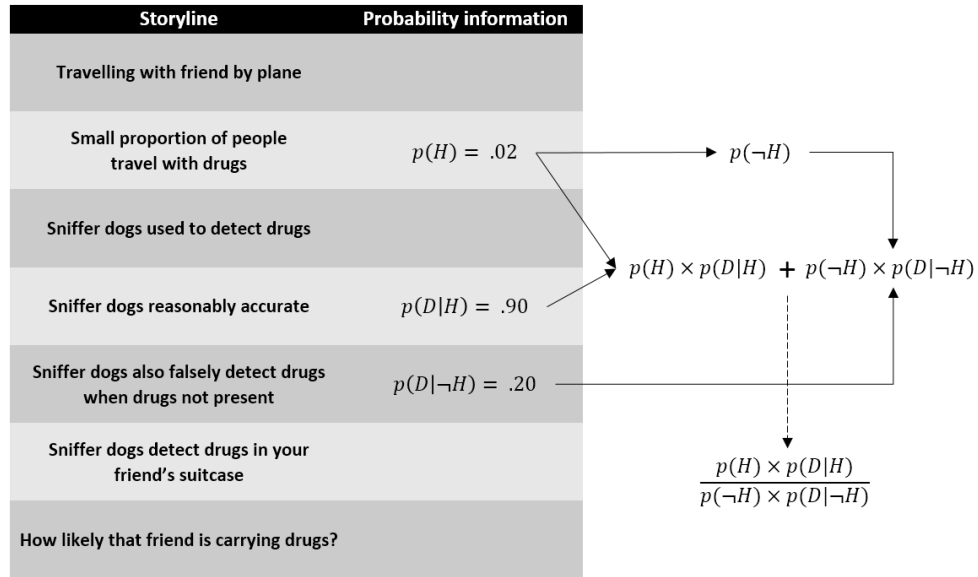 Storyline Probability information
Travelling with friend by plane
Small proportion of people
travel with drugs
p(H) = .02
p(¬H)
Sniffer dogs used to detect drugs
p(H) × p(D|H) + p(¬H) × p(D|¬H)
Sniffer dogs reasonably accurate
p(D|H) = .90
Sniffer dogs also falsely detect drugs
when drugs not present
p(D|¬H) = .20
Sniffer dogs detect drugs in your
friend's suitcase
p(H) × p(D|H)
p(¬H) × p(D|¬H)
How likely that friend is carrying drugs?